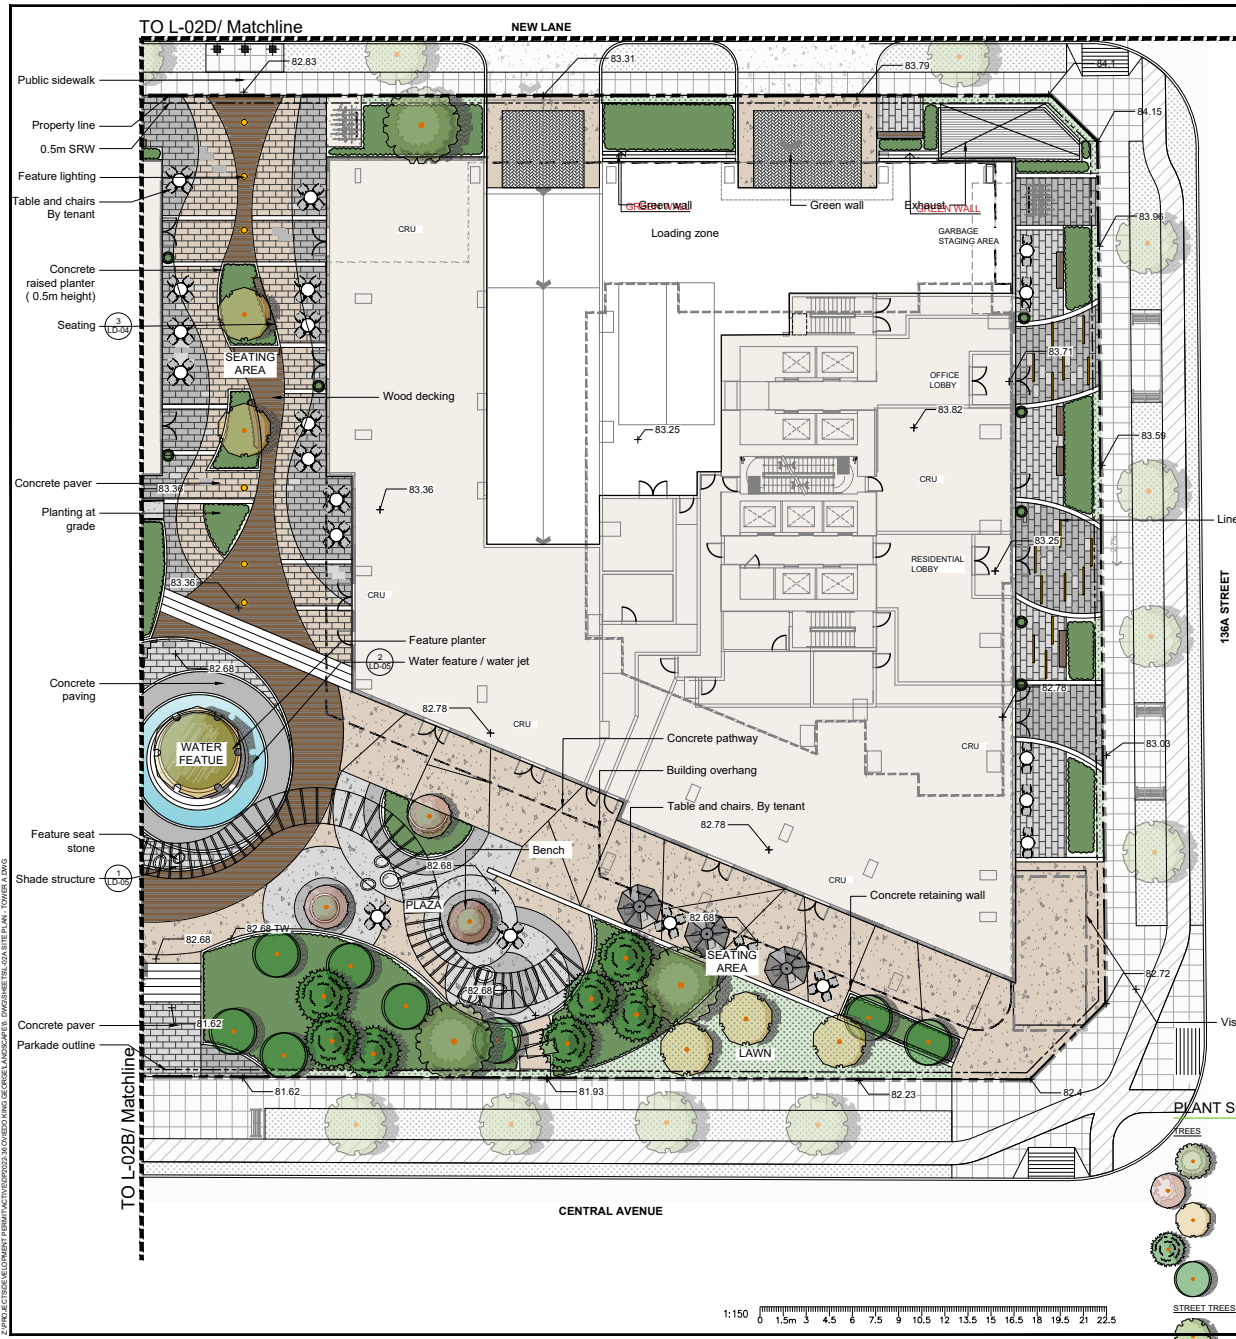 TO L-02D/ Matchline
NEW LANE
82.83
83.31
83.79
84.1
84.15
Public sidewalk
Property line
0.5m SRW
Feature lighting
Table and chairs
By tenant
Concrete
raised planter
( 0.5m height)
Seating
3
LD-04
SEATING
AREA
Wood decking
Concrete paver
83.36
Planting at
grade
83.36
CRU
GREEN WALL
Green wall
Loading zone
Green wall
Exhaust
GREEN WALL
GARBAGE
STAGING AREA
83.96
83.71
OFFICE
LOBBY
83.82
83.25
83.59
CRU
83.36
Line
83.25
RESIDENTIAL
LOBBY
CRU
136A STREET
Feature planter
2
LD-05
Water feature / water jet
82.68
Concrete
paving
WATER
FEATUE
82.78
CRU
82.78
CRU
83.03
Concrete pathway
Building overhang
Table and chairs. By tenant
82.78
Feature seat
stone
Bench
82.68
Shade structure
1
LD-05
PLAZA
CRU
Concrete retaining wall
82.68
82.68 TW
82.68
SEATING
AREA
82.68
82.72
Concrete paver
81.62
Parkade outline
LAWN
Vis
81.62
81.93
82.23
82.4
TO L-02B/ Matchline
CENTRAL AVENUE
PLANT S
TREES
STREET TREES
1:150
0 1.5m 3 4.5 6 7.5 9 10.5 12 13.5 15 16.5 18 19.5 21 22.5